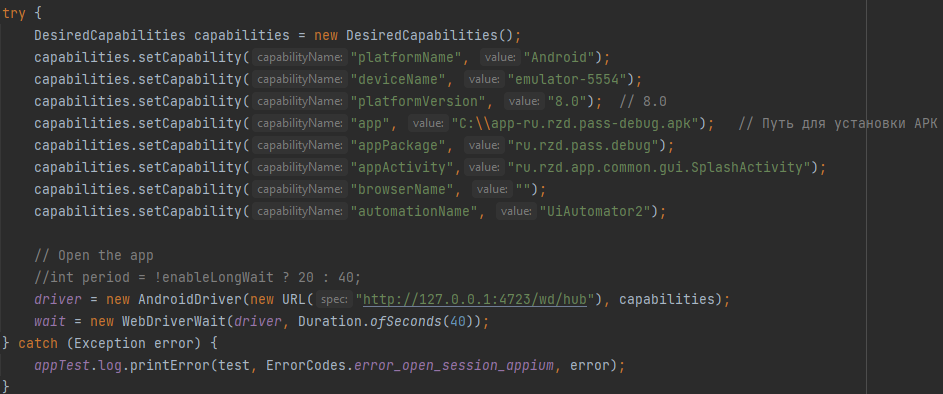 try {
DesiredCapabilities capabilities = new DesiredCapabilities();
capabilities.setCapability( capabilityName: "platformName", value: "Android");
capabilities.setCapability( capabilityName: "deviceName", value: "emulator-5554");
capabilities.setCapability( capabilityName: "platformVersion", value: "8.0"); // 8.0
capabilities.setCapability( capabilityName: "app", value: "C:\\app-ru.rzd.pass-debug.apk"); // Путь для установки APK
capabilities.setCapability( capabilityName: "appPackage", value: "ru.rzd.pass.debug");
capabilities.setCapability( capabilityName: "appActivity", value: "ru.rzd.app.common.gui.SplashActivity");
capabilities.setCapability( capabilityName: "browserName", value: "");
capabilities.setCapability( capabilityName: "automationName", value: "UiAutomator2");
// Open the app
//int period = !enableLongWait ? 20 : 40;
driver = new AndroidDriver(new URL( spec: "http://127.0.0.1:4723/wd/hub"), capabilities);
wait = new WebDriverWait(driver, Duration.ofSeconds(40));
} catch (Exception error) {
appTest.log.printError(test, ErrorCodes.error_open_session_appium, error);
}